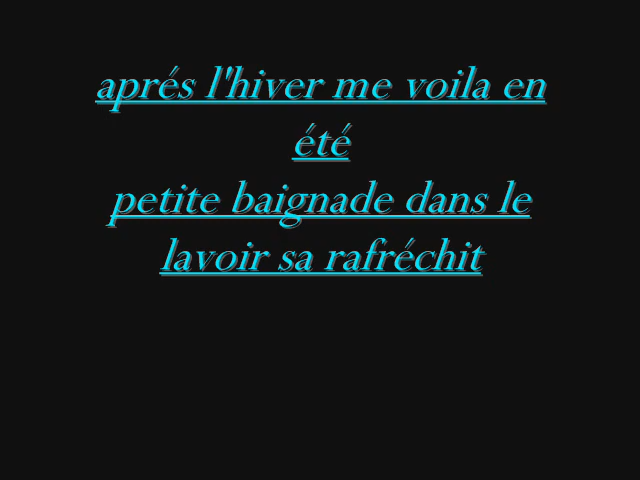 aprés l'hiver me voila en
été
petite baignade dans le
lavoir sa rafréchit